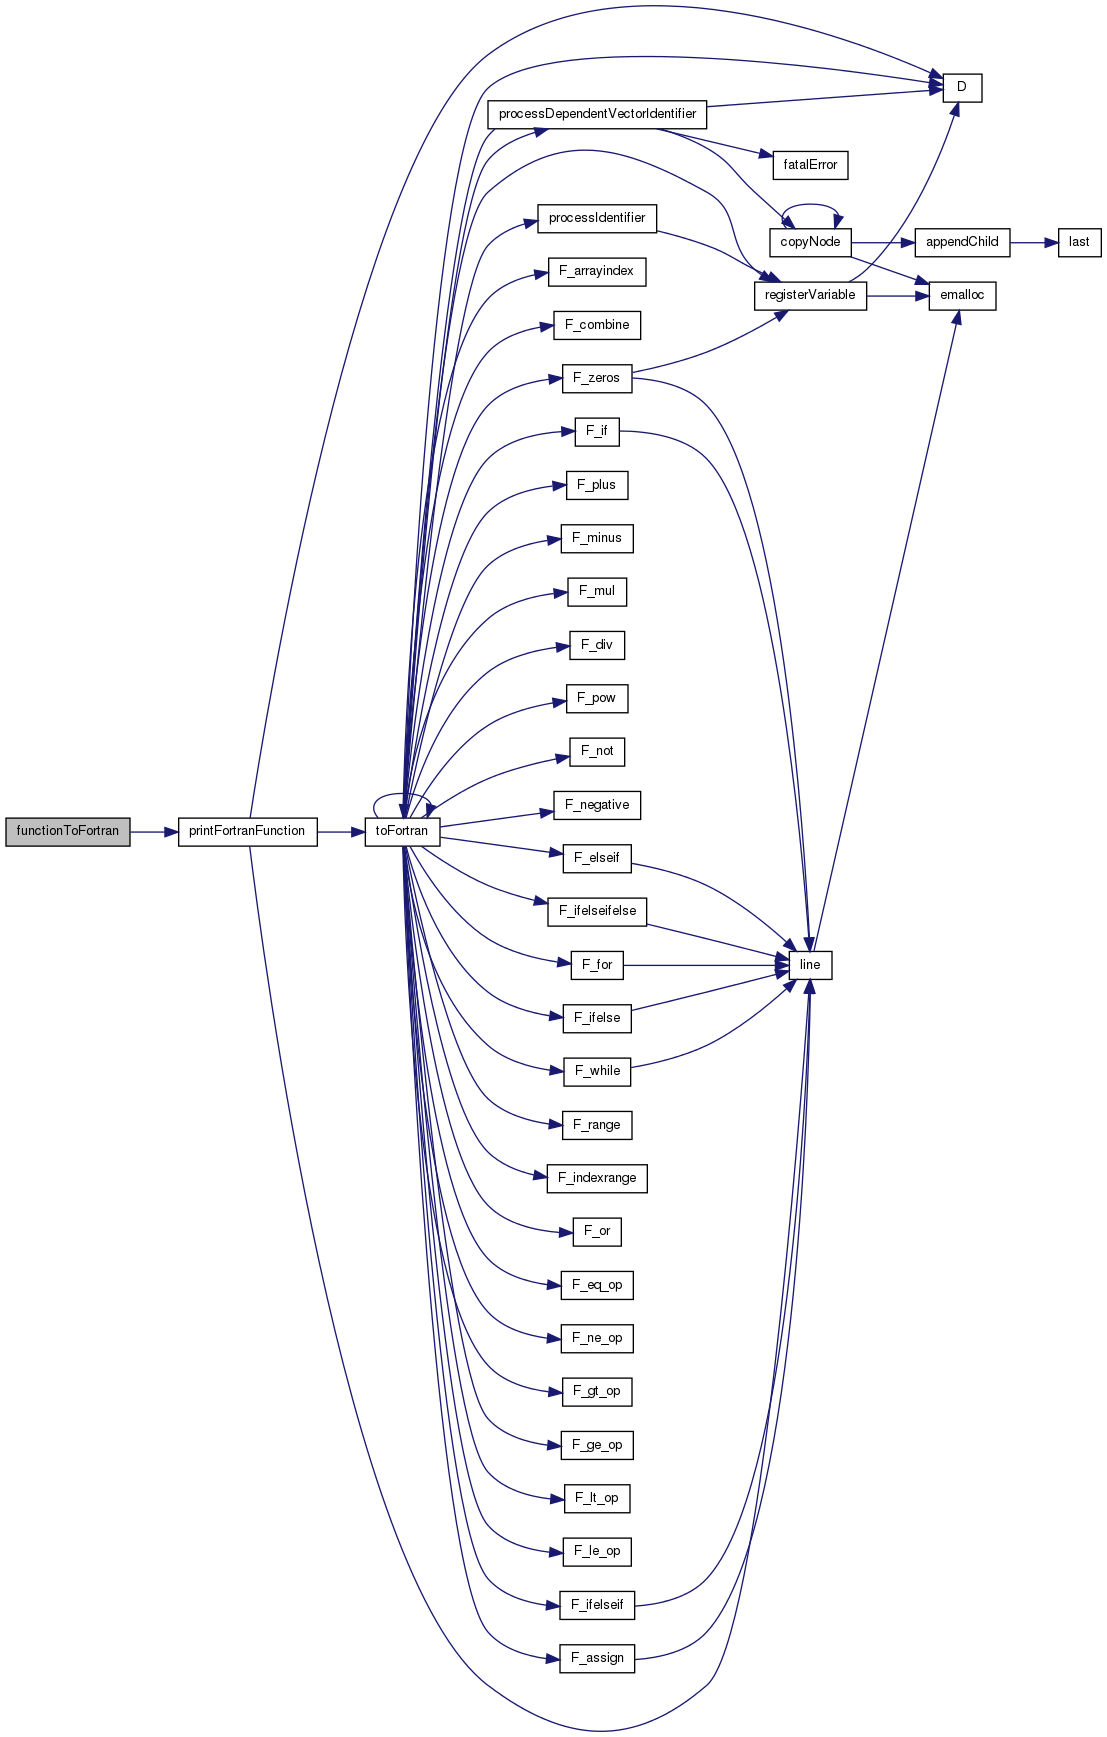 D
processDependentVectorIdentifier
fatalError
processIdentifier
copyNode
appendChild
last
F_arrayindex
registerVariable
emalloc
F_combine
F_zeros
F_if
F_plus
F_minus
F_mul
F_div
F_pow
F_not
F_negative
functionToFortran
printFortranFunction
toFortran
F_elseif
F_ifelseifelse
F_for
line
F_ifelse
F_while
F_range
F_indexrange
F_or
F_eq_op
F_ne_op
F_gt_op
F_ge_op
F_lt_op
F_le_op
F_ifelseif
F_assign